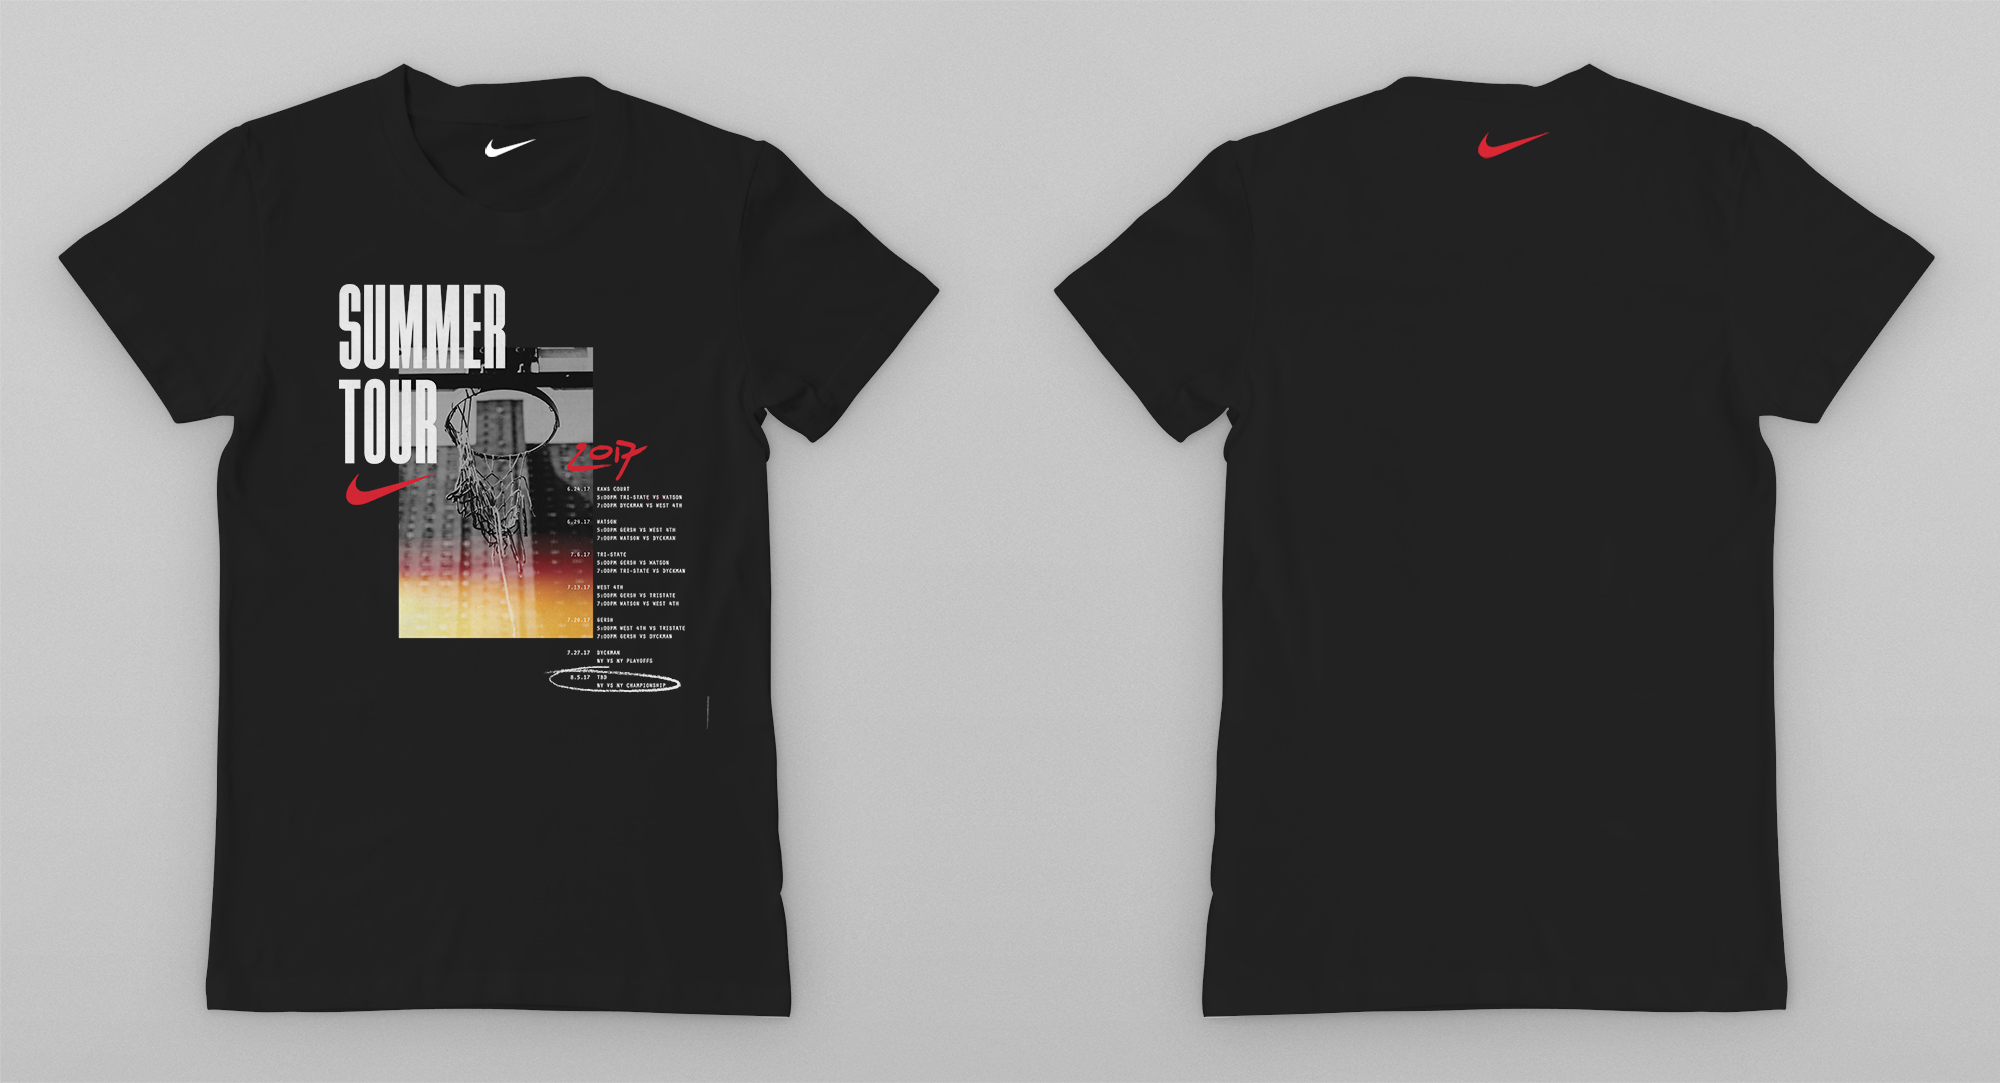 SUMMER
TOUR
2017
6.24.17 KAWS COURT
5:00PM TRI-STATE VS WATSON
7:00PM DYCKMAN VS WEST 4TH
6.29.17 WATSON
5:00PM GERSH VS WEST 4TH
7:00PM WATSON VS DYCKMAN
7.6.17 TRI-STATE
5:00PM GERSH VS WATSON
7:00PM TRI-STATE VS DYCKMAN
7.13.17 WEST 4TH
5:00PM GERSH VS TRISTATE
7:00PM WATSON VS WEST 4TH
7.20.17 GERSH
5:00PM WEST 4TH VS TRISTATE
7:00PM GERSH VS DYCKMAN
7.27.17 DYCKMAN
NY VS NY PLAYOFFS
8.5.17 TBD
NY VS NY CHAMPIONSHIP